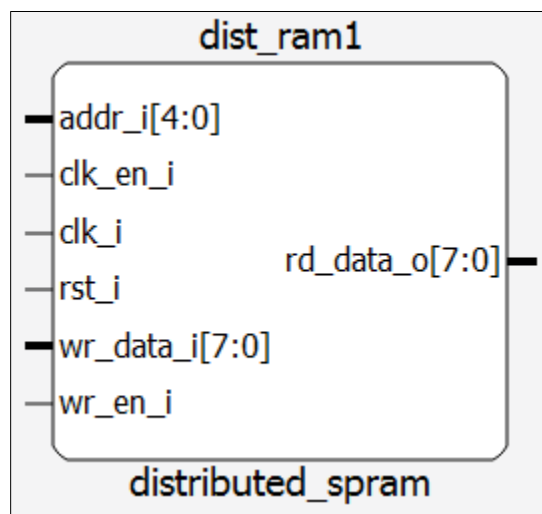 dist_ram1
addr_i[4:0]
clk_en_i
clk_i
rd_data_o[7:0]
rst_i
wr_data_i[7:0]
wr_en_i
distributed_spram